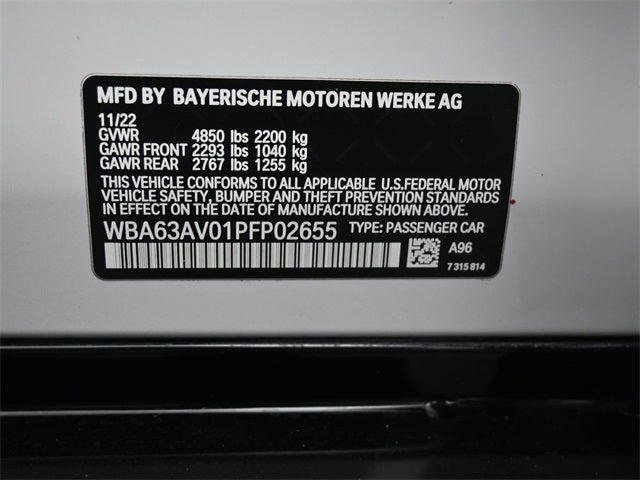 MFD BY BAYERISCHE MOTOREN WERKE AG
11/22
GVWR 4850 lbs 2200 kg
GAWR FRONT 2293 lbs 1040 kg
GAWR REAR 2767 lbs 1255 kg
THIS VEHICLE CONFORMS TO ALL APPLICABLE U.S.FEDERAL MOTOR
VEHICLE SAFETY, BUMPER AND THEFT PREVENTION STANDARDS
IN EFFECT ON THE DATE OF MANUFACTURE SHOWN ABOVE.
WBA63AV01PFP02655 TYPE: PASSENGER CAR
A96
7 315 814